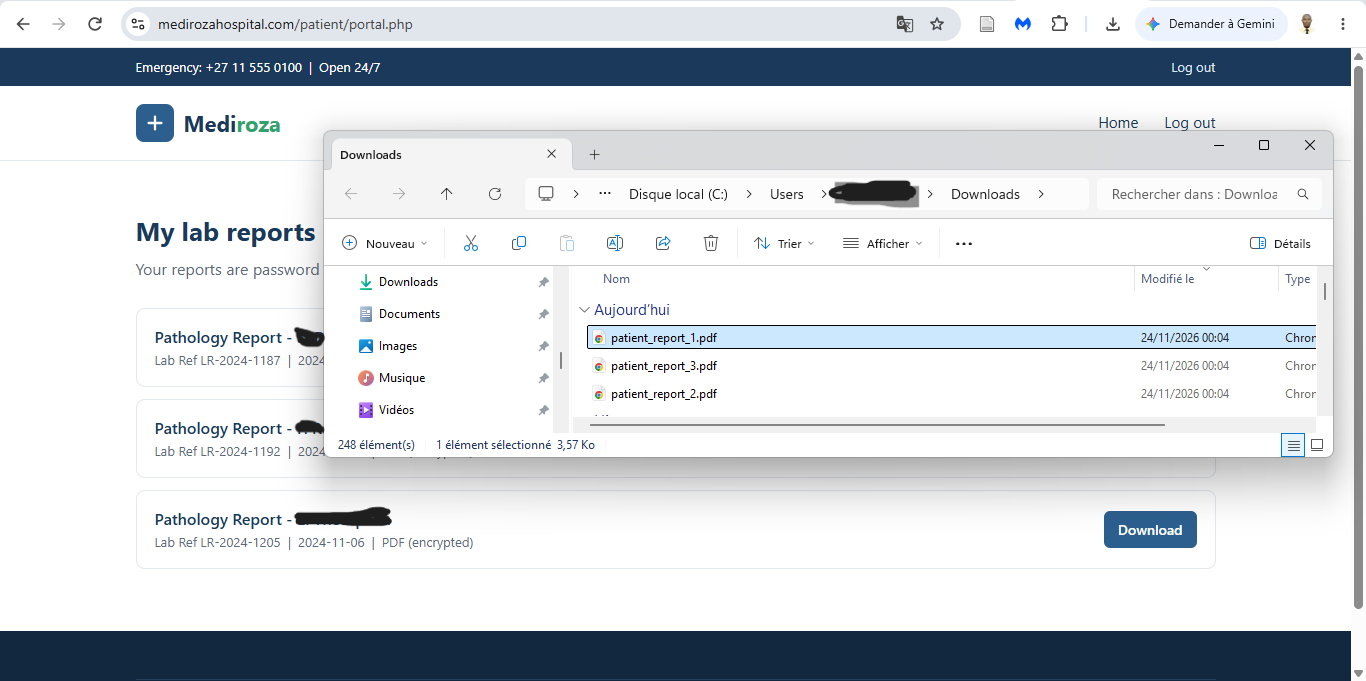 medirozahospital.com/patient/portal.php
Demander à Gemini
Emergency: +27 11 555 0100 | Open 24/7
Log out
Mediroza
Home
Log out
Downloads
Disque local (C:)
Users
Downloads
Rechercher dans : Downloa
Nouveau
Trier
Afficher
Détails
My lab reports
Your reports are password
Downloads
Documents
Images
Musique
Vidéos
Nom
Modifié le
Type
Aujourd'hui
patient_report_1.pdf 24/11/2026 00:04 Chron
patient_report_3.pdf 24/11/2026 00:04 Chron
patient_report_2.pdf 24/11/2026 00:04 Chron
248 élément(s)
1 élément sélectionné 3,57 Ko
Pathology Report -
Lab Ref LR-2024-1187 | 2024
Pathology Report -
Lab Ref LR-2024-1192 | 2024
Pathology Report -
Lab Ref LR-2024-1205 | 2024-11-06 | PDF (encrypted)
Download